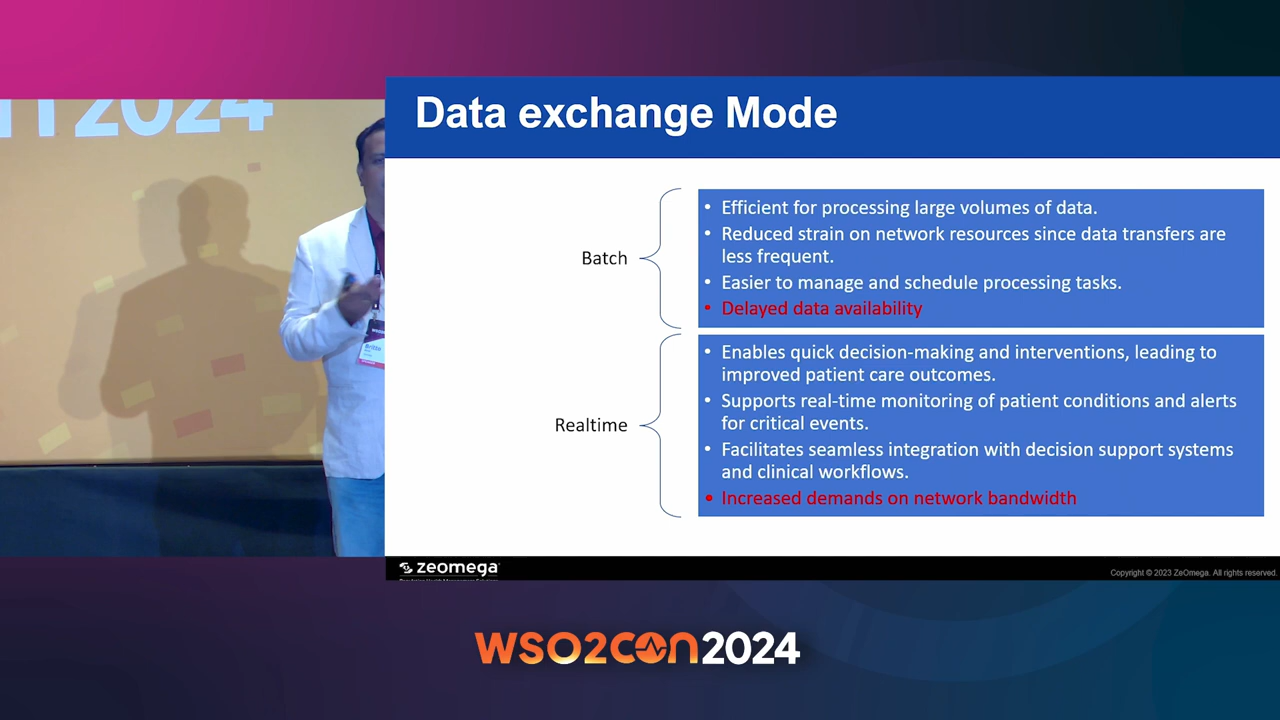 2024
Data exchange Mode
Batch
• Efficient for processing large volumes of data.
• Reduced strain on network resources since data transfers are
less frequent.
• Easier to manage and schedule processing tasks.
• Delayed data availability
Realtime
• Enables quick decision-making and interventions, leading to
improved patient care outcomes.
• Supports real-time monitoring of patient conditions and alerts
for critical events.
• Facilitates seamless integration with decision support systems
and clinical workflows.
• Increased demands on network bandwidth
Britto
zeomega
Copyright © 2023 ZeOmega. All rights reserved.
WSO2CON2024